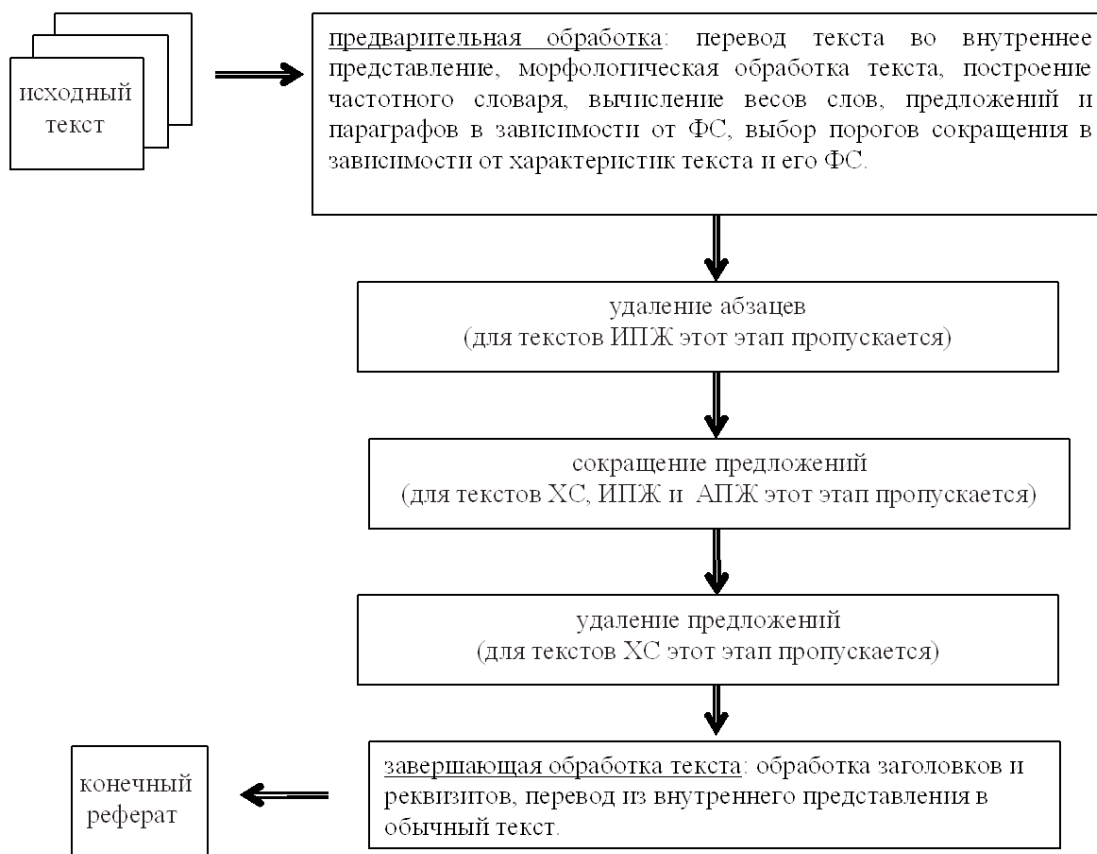 исходный
текст
предварительная обработка: перевод текста во внутреннее
представление, морфологическая обработка текста, построение
частотного словаря, вычисление весов слов, предложений и
параграфов в зависимости от ФС, выбор порогов сокращения в
зависимости от характеристик текста и его ФС.
удаление абзацев
(для текстов ИПЖ этот этап пропускается)
сокращение предложений
(для текстов ХС, ИПЖ и АПЖ этот этап пропускается)
удаление предложений
(для текстов ХС этот этап пропускается)
завершающая обработка текста: обработка заголовков и
реквизитов, перевод из внутреннего представления в
обычный текст.
конечный
реферат